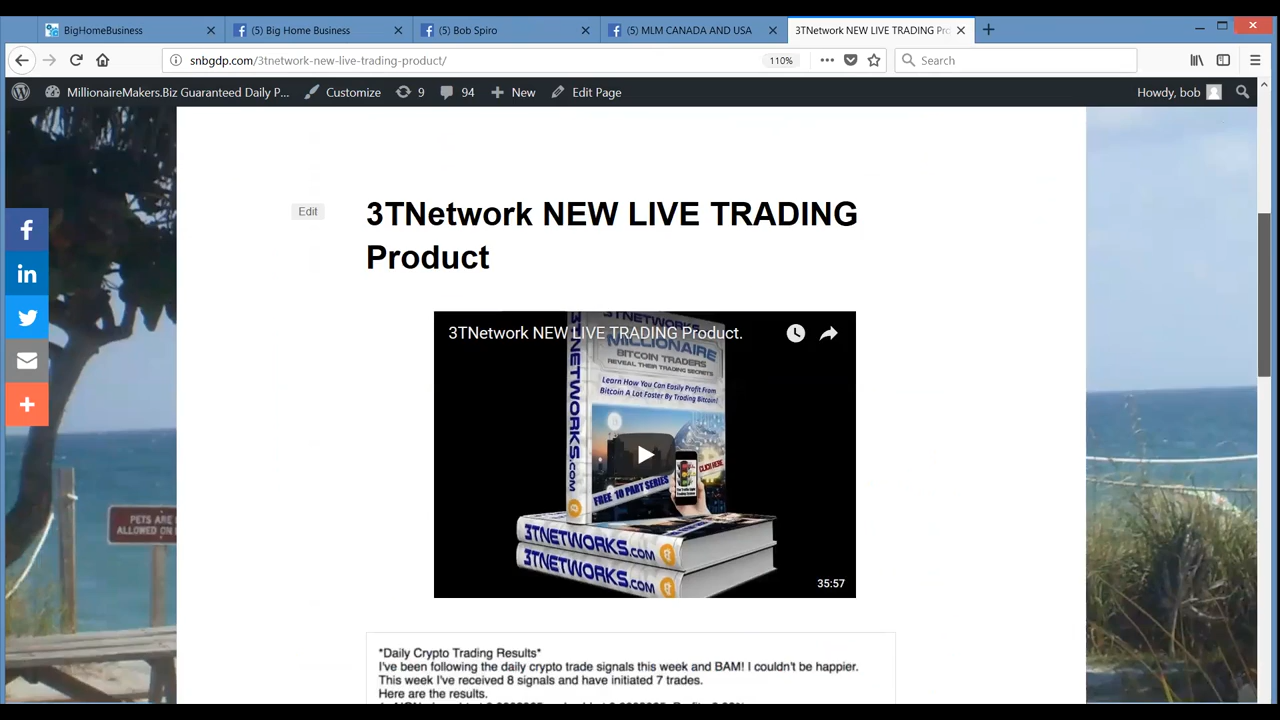 BigHomeBusiness
(5) Big Home Business
(5) Bob Spiro
(5) MLM CANADA AND USA
3TNetwork NEW LIVE TRADING Pro
snbgdp.com/3tnetwork-new-live-trading-product/
110%
Search
MillionaireMakers.Biz Guaranteed Daily P...
Customize
9
94
New
Edit Page
Howdy, bob
Edit
3TNetwork NEW LIVE TRADING
Product
3TNetwork NEW LIVE TRADING Product.
3TNETWORKS
MILLIONAIRE
BITCOIN TRADERS
REVEAL THEIR TRADING SECRETS
Learn How You Can Easily Profit From
Bitcoin A Lot Faster By Trading Bitcoin!
3TNETWORKS.COM
CLICK HERE
FREE 10 PART SERIES
3TNETWORKS.COM
3TNETWORKS.COM
35:57
PETS ARE
ALLOWED ON
*Daily Crypto Trading Results*
I've been following the daily crypto trade signals this week and BAM! I couldn't be happier.
This week I've received 8 signals and have initiated 7 trades.
Here are the results.